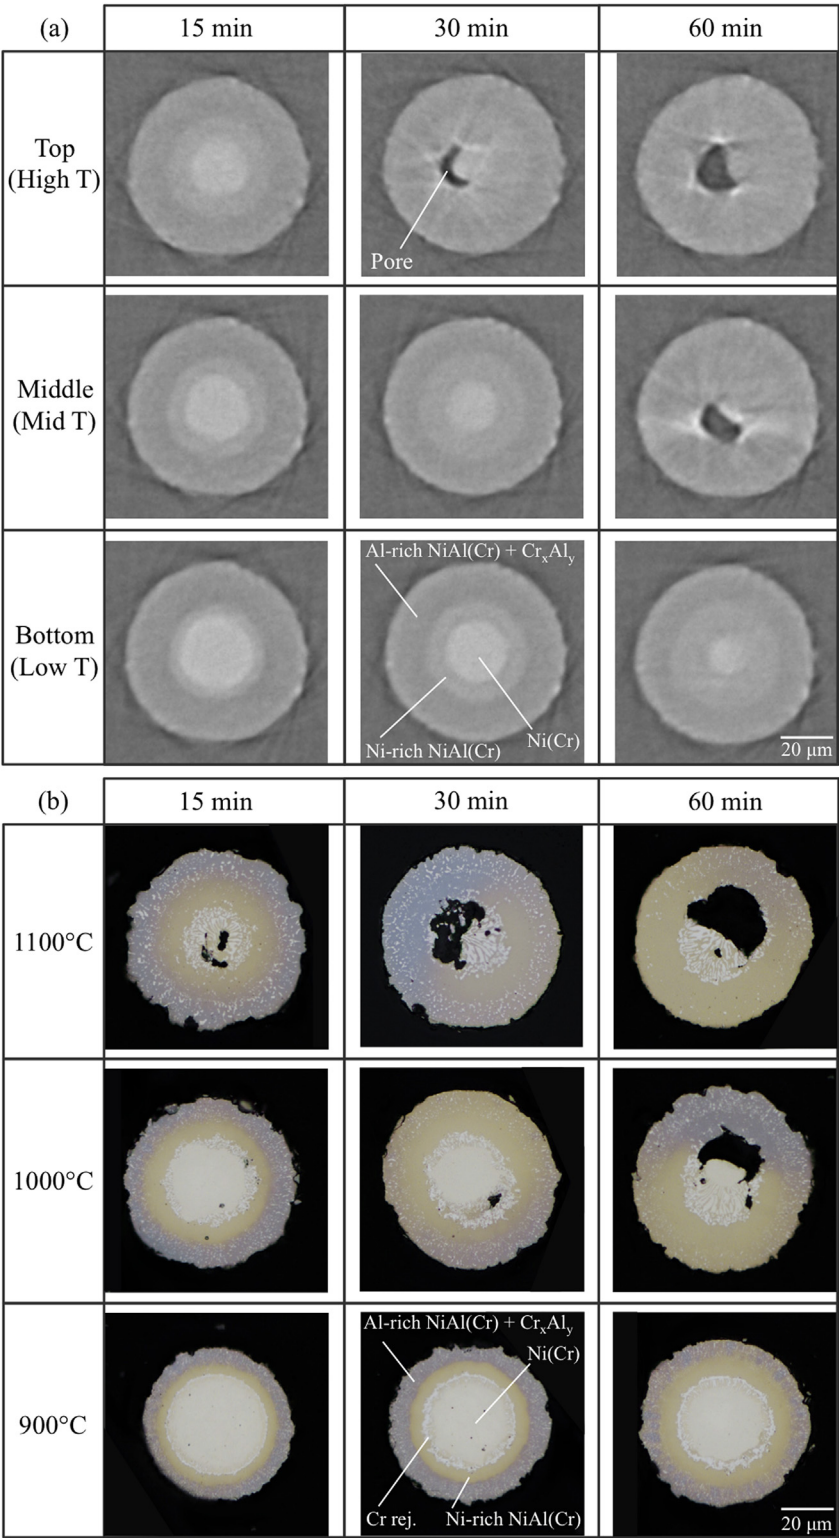 (a)
15 min
30 min
60 min
Top
(High T)
Pore
Middle
(Mid T)
Bottom
(Low T)
Al-rich NiAl(Cr) + CrₓAlᵧ
Ni-rich NiAl(Cr)
Ni(Cr)
20 μm
(b)
15 min
30 min
60 min
1100°C
1000°C
900°C
Al-rich NiAl(Cr) + CrₓAlᵧ
Ni(Cr)
Cr rej.
Ni-rich NiAl(Cr)
20 μm